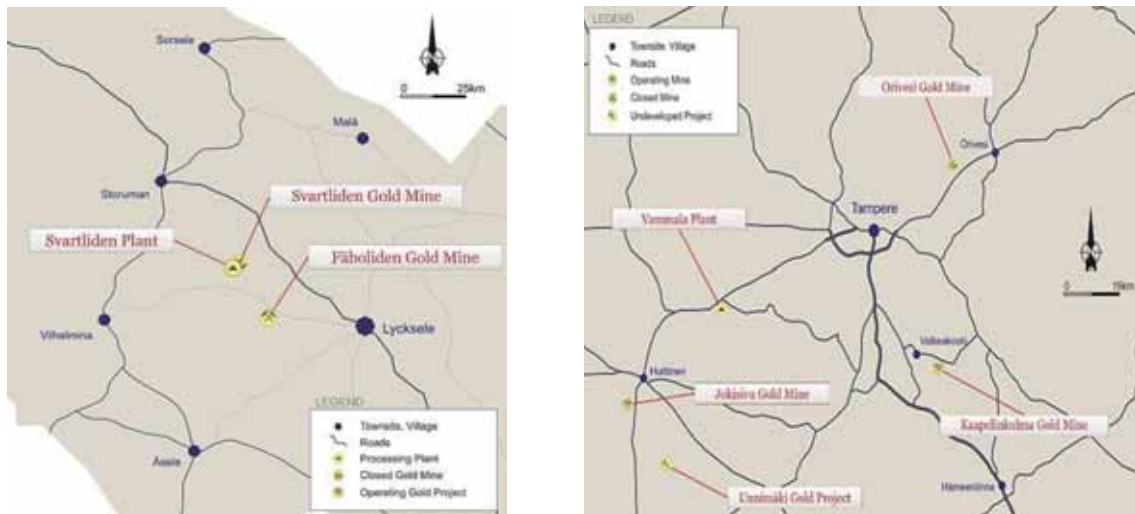 Sorsele
0 25km
Malå
Storuman
Svartliden Gold Mine
Svartliden Plant
Fäboliden Gold Mine
Vilhelmina
Lycksele
Åsele
LEGEND
Townsite, Village
Roads
Processing Plant
Closed Gold Mine
Operating Gold Project
LEGEND
Townsite, Village
Roads
Operating Mine
Closed Mine
Undeveloped Project
Orivesi Gold Mine
Orivesi
Tampere
Vammala Plant
0 15km
Valkeakoski
Huittinen
Jokisivu Gold Mine
Kaapelinkulma Gold Mine
Uunimäki Gold Project
Hämeenlinna